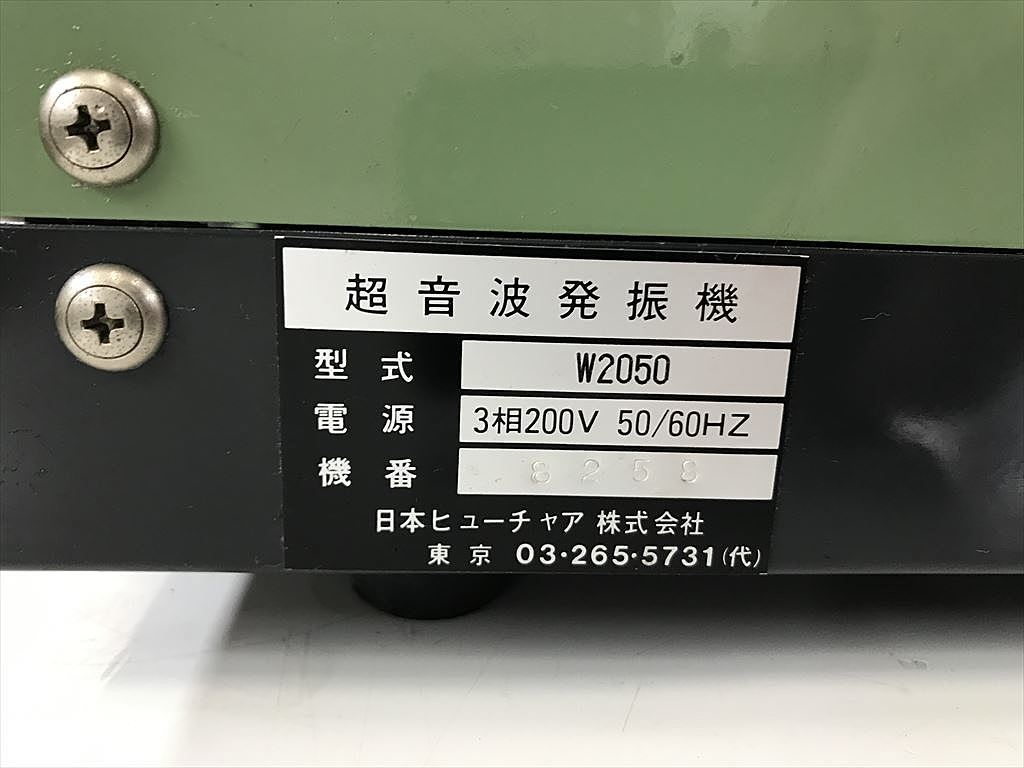 超音波発振機
型式 W2050
電源 3相200V 50/60HZ
機番 8258
日本ヒューチャア 株式会社
東京 03・265・5731(代)